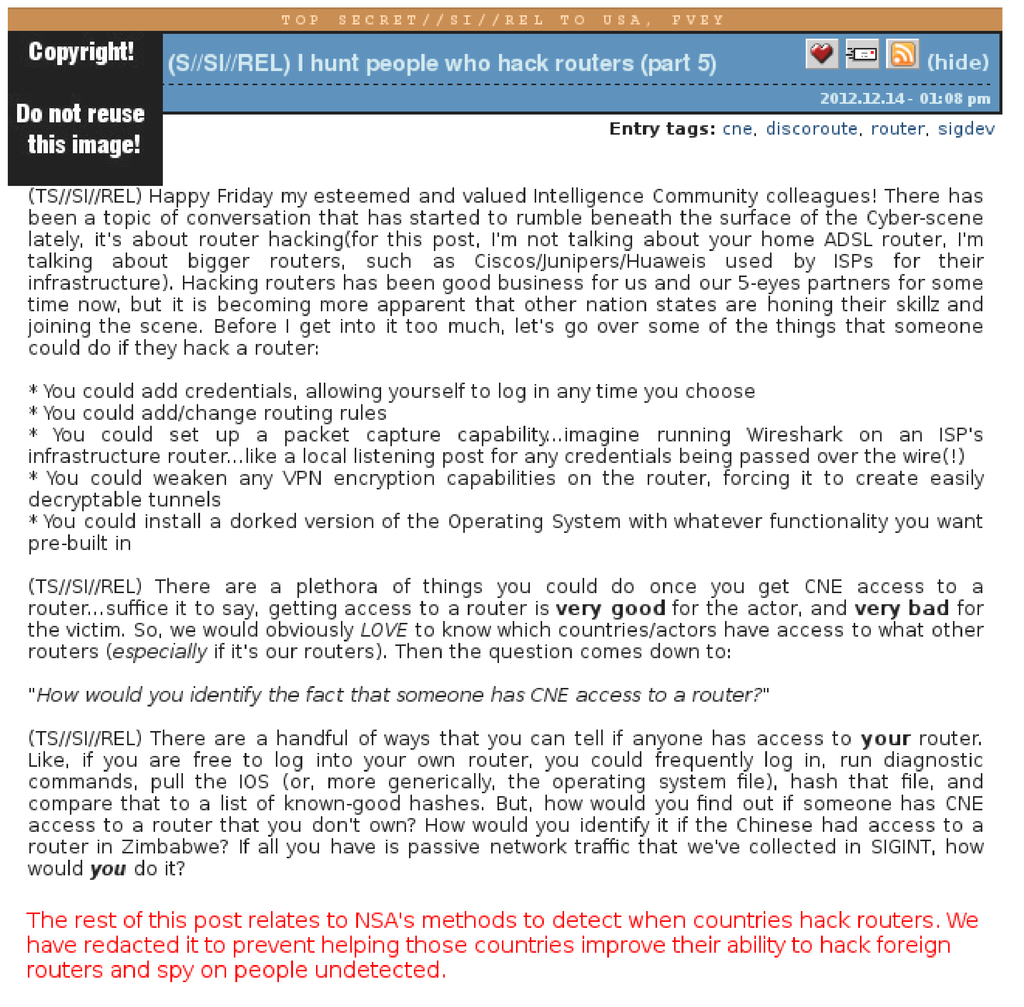 TOP SECRET//SI//REL TO USA, FVEY
Copyright!
Do not reuse
this image!
(S//SI//REL) I hunt people who hack routers (part 5)
(hide)
2012.12.14 - 01:08 pm
Entry tags: cne, discoroute, router, sigdev
(TS//SI//REL) Happy Friday my esteemed and valued Intelligence Community colleagues! There has
been a topic of conversation that has started to rumble beneath the surface of the Cyber-scene
lately, it's about router hacking(for this post, I'm not talking about your home ADSL router, I'm
talking about bigger routers, such as Ciscos/Junipers/Huaweis used by ISPs for their
infrastructure). Hacking routers has been good business for us and our 5-eyes partners for some
time now, but it is becoming more apparent that other nation states are honing their skillz and
joining the scene. Before I get into it too much, let's go over some of the things that someone
could do if they hack a router:
* You could add credentials, allowing yourself to log in any time you choose
* You could add/change routing rules
* You could set up a packet capture capability...imagine running Wireshark on an ISP's
infrastructure router...like a local listening post for any credentials being passed over the wire(!)
* You could weaken any VPN encryption capabilities on the router, forcing it to create easily
decryptable tunnels
* You could install a dorked version of the Operating System with whatever functionality you want
pre-built in
(TS//SI//REL) There are a plethora of things you could do once you get CNE access to a
router...suffice it to say, getting access to a router is very good for the actor, and very bad for
the victim. So, we would obviously LOVE to know which countries/actors have access to what other
routers (especially if it's our routers). Then the question comes down to:
"How would you identify the fact that someone has CNE access to a router?"
(TS//SI//REL) There are a handful of ways that you can tell if anyone has access to your router.
Like, if you are free to log into your own router, you could frequently log in, run diagnostic
commands, pull the IOS (or, more generically, the operating system file), hash that file, and
compare that to a list of known-good hashes. But, how would you find out if someone has CNE
access to a router that you don't own? How would you identify it if the Chinese had access to a
router in Zimbabwe? If all you have is passive network traffic that we've collected in SIGINT, how
would you do it?
The rest of this post relates to NSA's methods to detect when countries hack routers. We
have redacted it to prevent helping those countries improve their ability to hack foreign
routers and spy on people undetected.